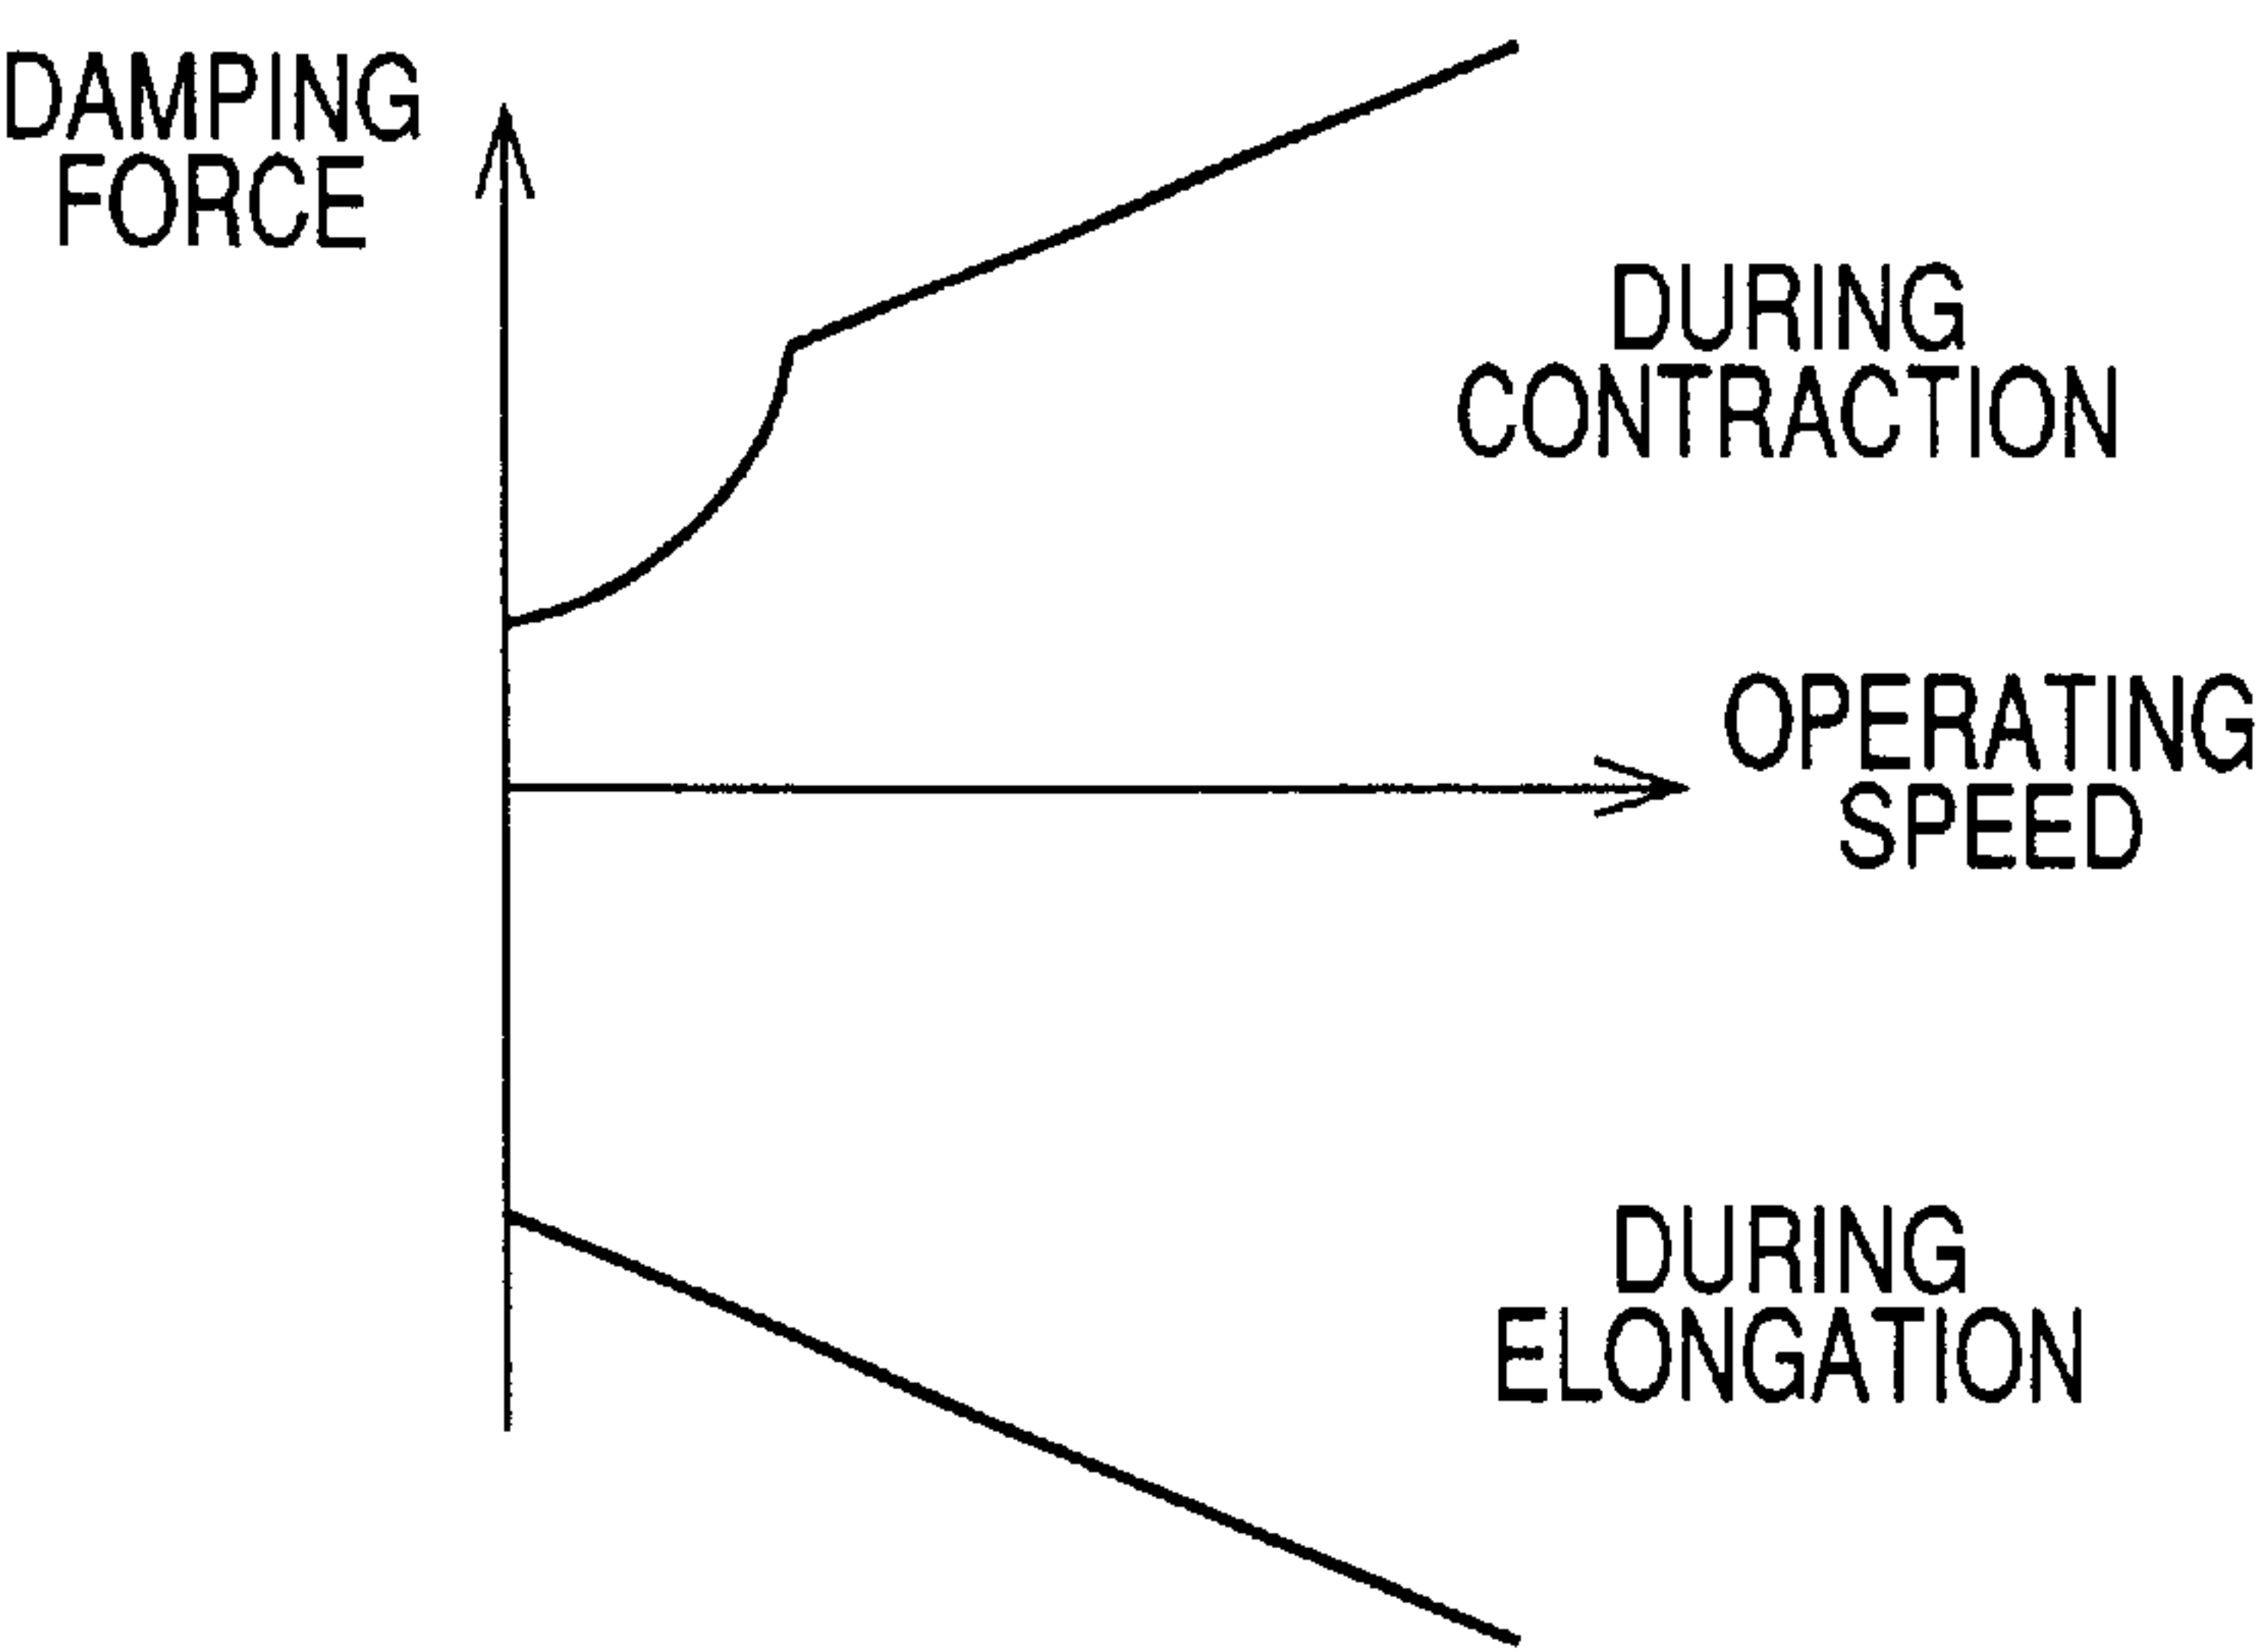 DAMPING
FORCE
DURING
CONTRACTION
OPERATING
SPEED
DURING
ELONGATION